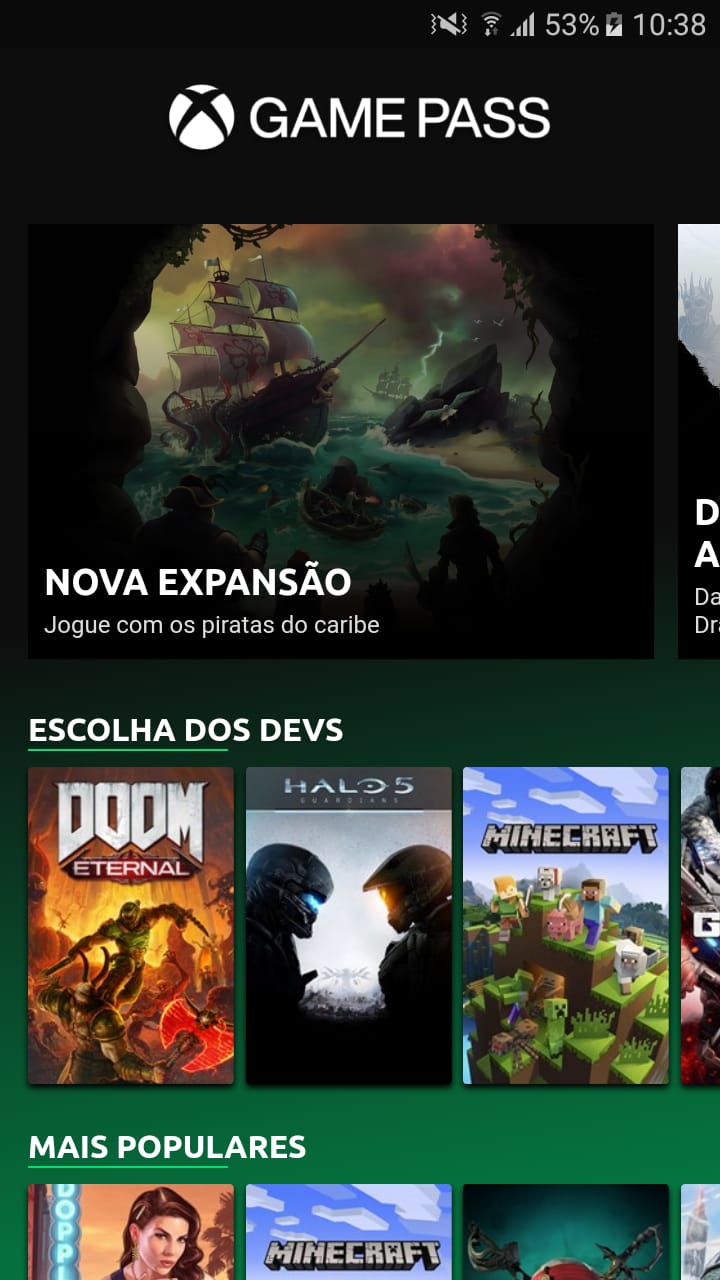 53% 10:38
GAME PASS
NOVA EXPANSÃO
Jogue com os piratas do caribe
D
A
Da
Dra
ESCOLHA DOS DEVS
DOOM
ETERNAL
HALO 5
GUARDIANS
MINECRAFT
G
MAIS POPULARES
DOPPI
MINECRAFT